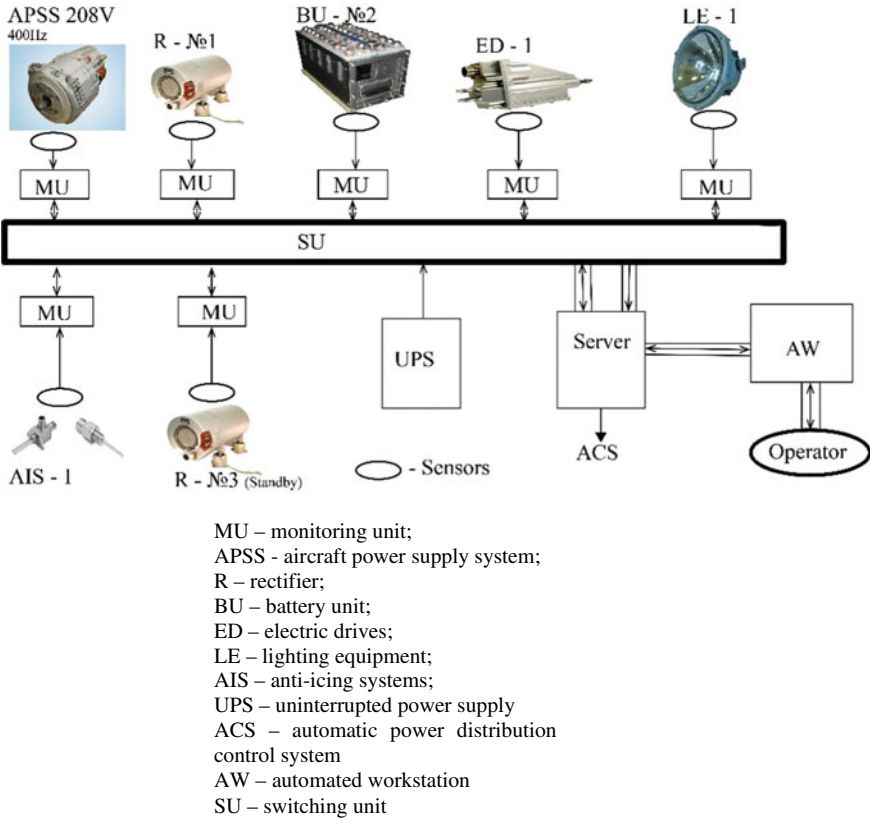 APSS 208V
400Hz
R - №1
BU - №2
ED - 1
LE - 1
MU
MU
MU
MU
MU
SU
MU
MU
UPS
Server
AW
AIS - 1
R - №3 (Standby)
- Sensors
ACS
Operator
MU – monitoring unit;
APSS - aircraft power supply system;
R – rectifier;
BU – battery unit;
ED – electric drives;
LE – lighting equipment;
AIS – anti-icing systems;
UPS – uninterrupted power supply
ACS – automatic power distribution
control system
AW – automated workstation
SU – switching unit